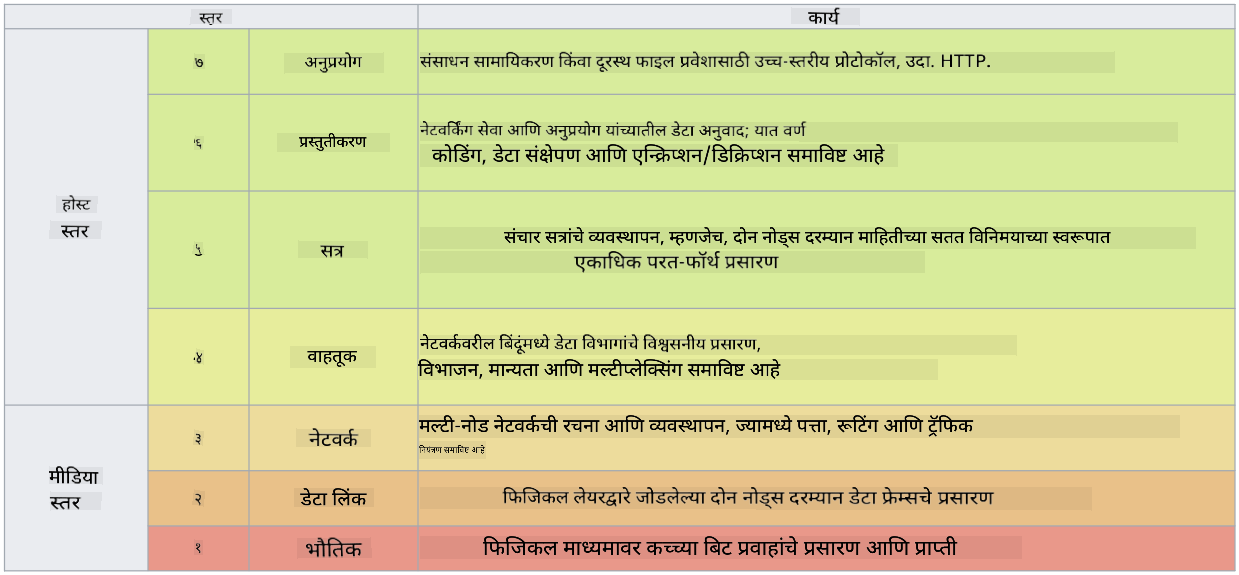 स्तर
कार्य
होस्ट
स्तर
७
अनुप्रयोग
संसाधन सामायिकरण किंवा दूरस्थ फाइल प्रवेशासाठी उच्च-स्तरीय प्रोटोकॉल, उदा. HTTP.
६
प्रस्तुतीकरण
नेटवर्किंग सेवा आणि अनुप्रयोग यांच्यातील डेटा अनुवाद; यात वर्ण
कोडिंग, डेटा संक्षेपण आणि एन्क्रिप्शन/डिक्रिप्शन समाविष्ट आहे
५
सत्र
संचार सत्रांचे व्यवस्थापन, म्हणजेच, दोन नोड्स दरम्यान माहितीच्या सतत विनिमयाच्या स्वरूपात
एकाधिक परत-फॉर्थ प्रसारण
४
वाहतूक
नेटवर्कवरील बिंदूंमध्ये डेटा विभागांचे विश्वसनीय प्रसारण,
विभाजन, मान्यता आणि मल्टीप्लेक्सिंग समाविष्ट आहे
मीडिया
स्तर
३
नेटवर्क
मल्टी-नोड नेटवर्कची रचना आणि व्यवस्थापन, ज्यामध्ये पत्ता, रूटिंग आणि ट्रॅफिक
नियंत्रण समाविष्ट आहे
२
डेटा लिंक
फिजिकल लेयरद्वारे जोडलेल्या दोन नोड्स दरम्यान डेटा फ्रेम्सचे प्रसारण
१
भौतिक
फिजिकल माध्यमावर कच्च्या बिट प्रवाहांचे प्रसारण आणि प्राप्ती